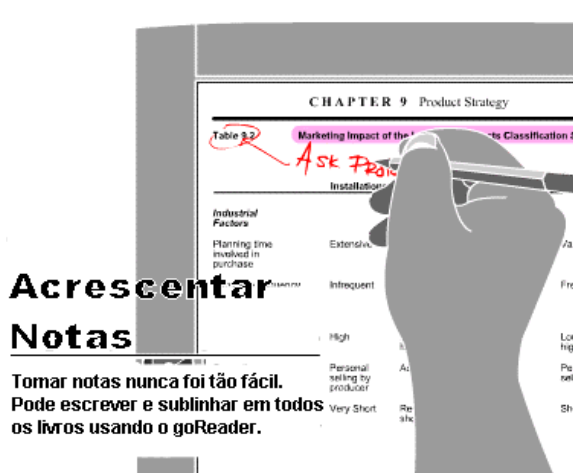 CHAPTER 9 Product Strategy
Table 9.2
Marketing Impact of the
ts Classification
Ask
Installations
Industrial
Factors
Planning time
involved in
purchase
Extensive
Infrequent
High
Personal
selling by
producer
Very Short
Acrescentar
Notas
Tomar notas nunca foi tão fácil.
Pode escrever e sublinhar em todos
os livros usando o goReader.